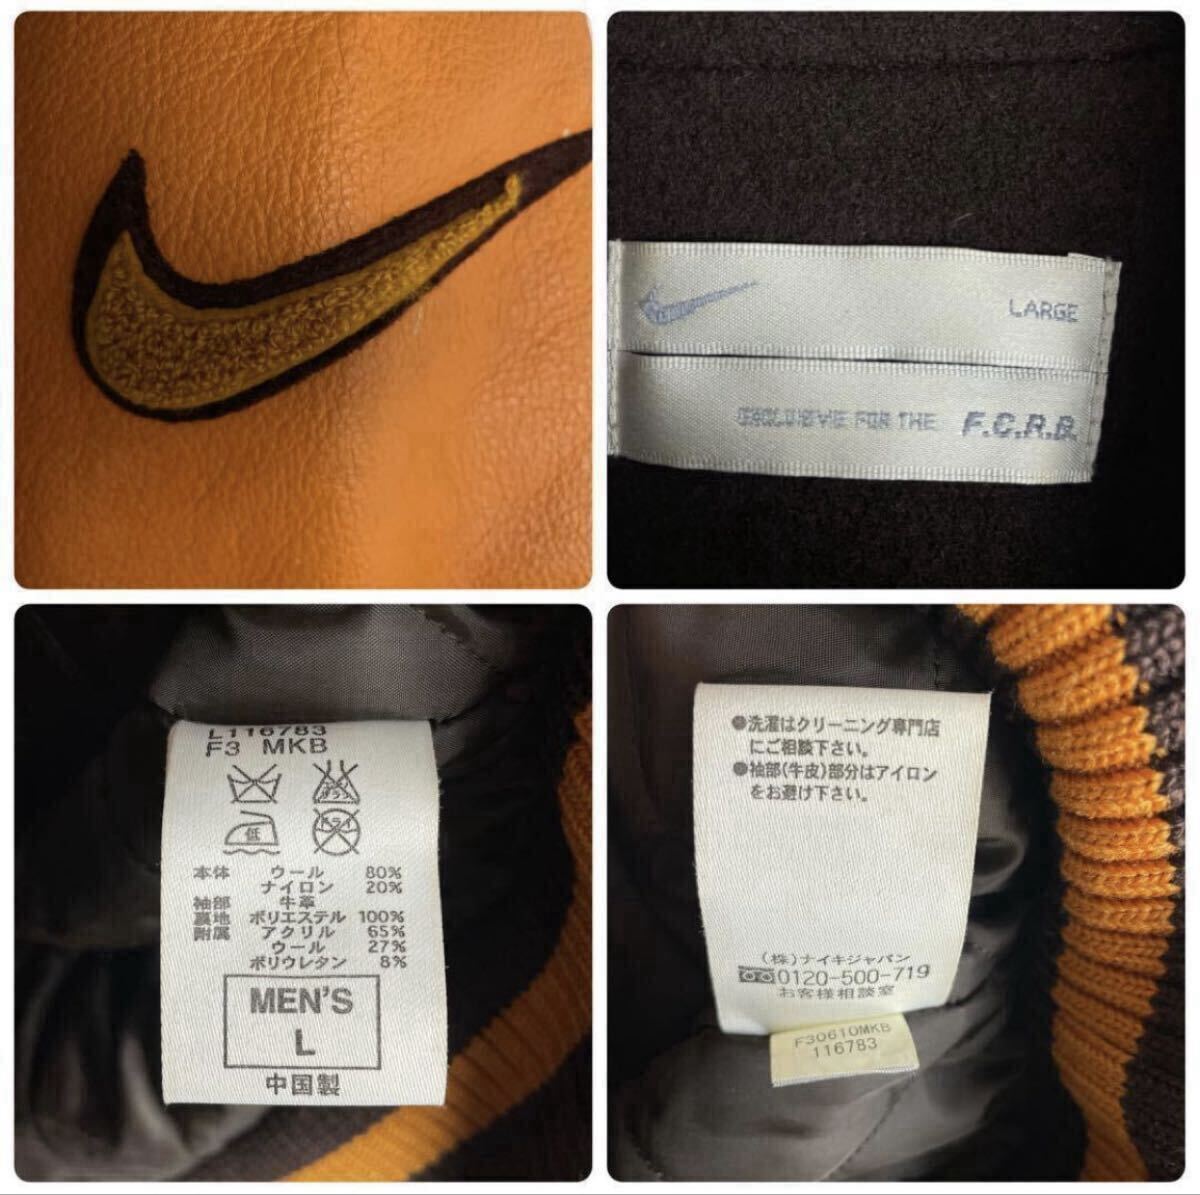 LARGE
EXCLUSIVE FOR THE F.C.R.B.
L116783
F3 MKB
低
ドライ
本体 ウール 80%
ナイロン 20%
袖部 牛革
裏地 ポリエステル 100%
附属 アクリル 65%
ウール 27%
ポリウレタン 8%
MEN'S
L
中国製
●洗濯はクリーニング専門店
にご相談下さい。
●袖部(牛皮)部分はアイロン
をお避け下さい。
(株)ナイキジャパン
0120-500-719
お客様相談室
F30610MKB
116783